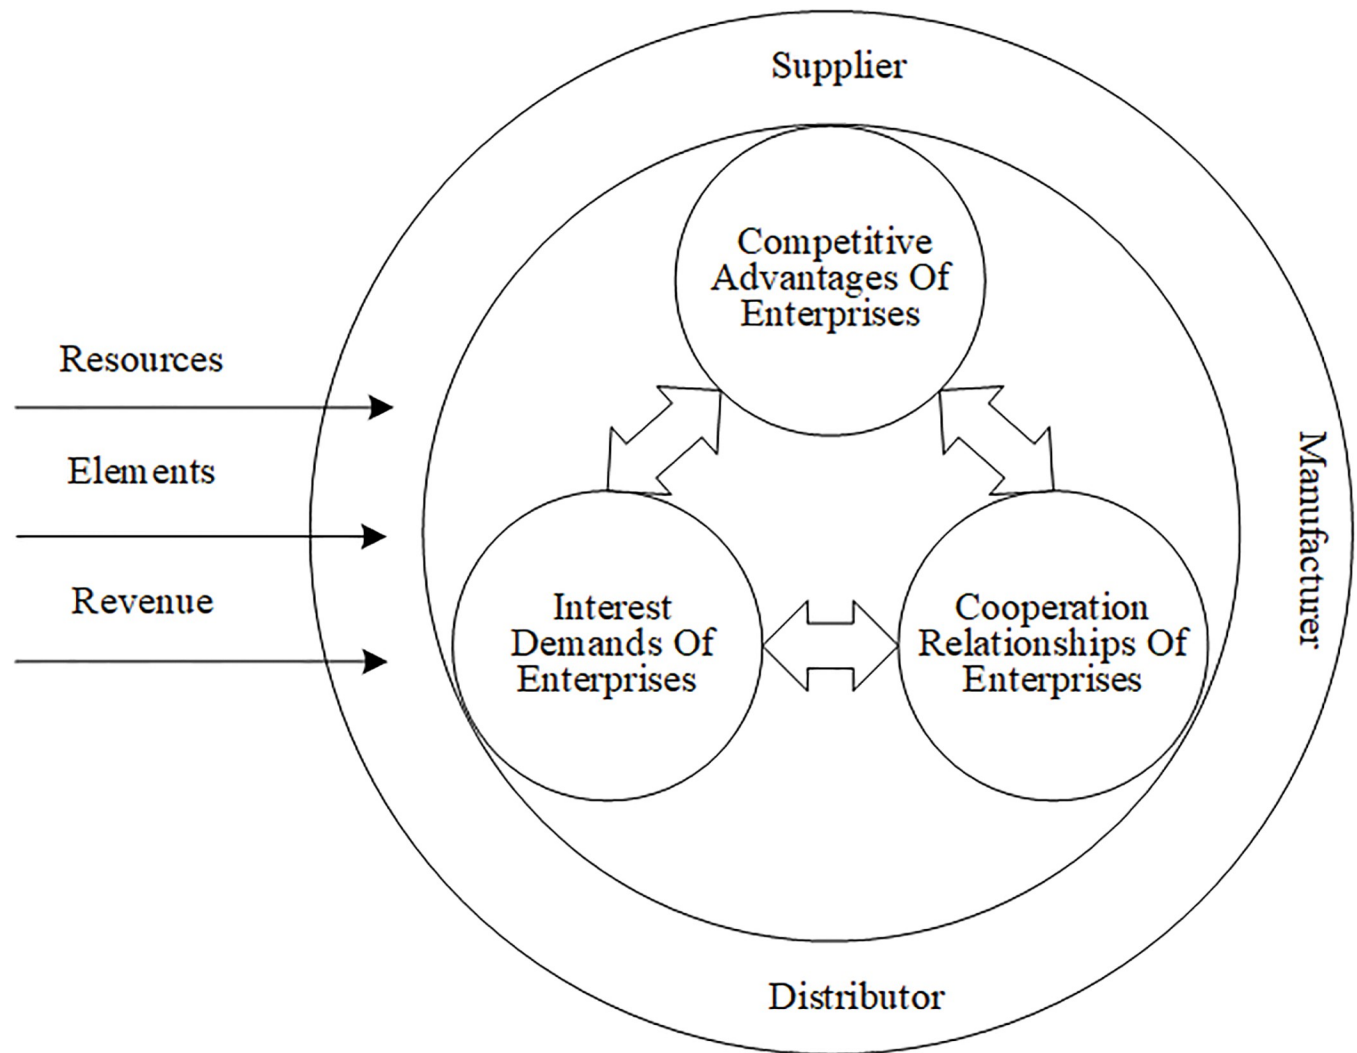 Supplier
Competitive
Advantages Of
Enterprises
Resources
Elements
Revenue
Manufacturer
Interest
Demands Of
Enterprises
Cooperation
Relationships Of
Enterprises
Distributor